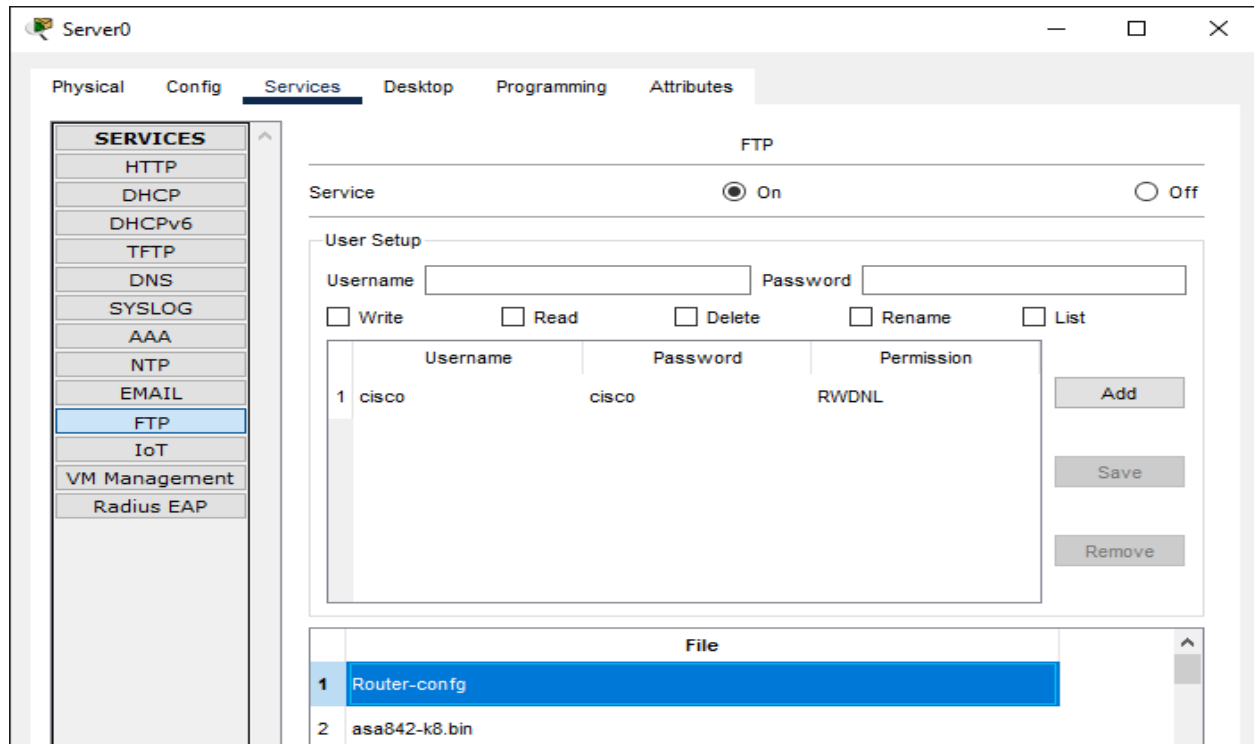 Server0
Physical Config Services Desktop Programming Attributes
SERVICES
HTTP
DHCP
DHCPv6
TFTP
DNS
SYSLOG
AAA
NTP
EMAIL
FTP
IoT
VM Management
Radius EAP
FTP
Service On Off
User Setup
Username Password
Write Read Delete Rename List
Username Password Permission
1 cisco cisco RWDNL
Add
Save
Remove
File
1 Router-confg
2 asa842-k8.bin